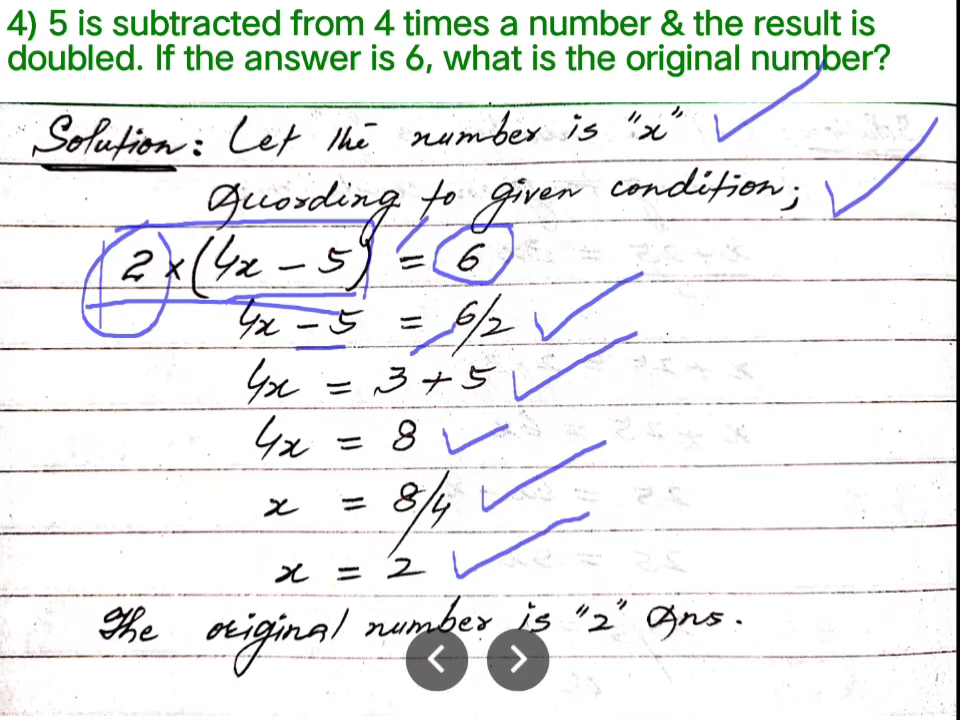 4) 5 is subtracted from 4 times a number & the result is
doubled. If the answer is 6, what is the original number?
Solution: Let the number is "x"
According to given condition;
2×(4x – 5) = 6
4x – 5 = 6/2
4x = 3 + 5
4x = 8
x = 8/4
x = 2
The original number is "2" Ans.